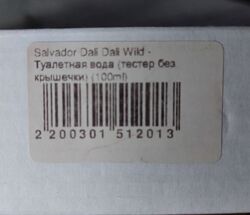 Salvador Dali Dali Wild -
Туалетная вода (тестер без
крышечки) (100ml)
2 200301 512013